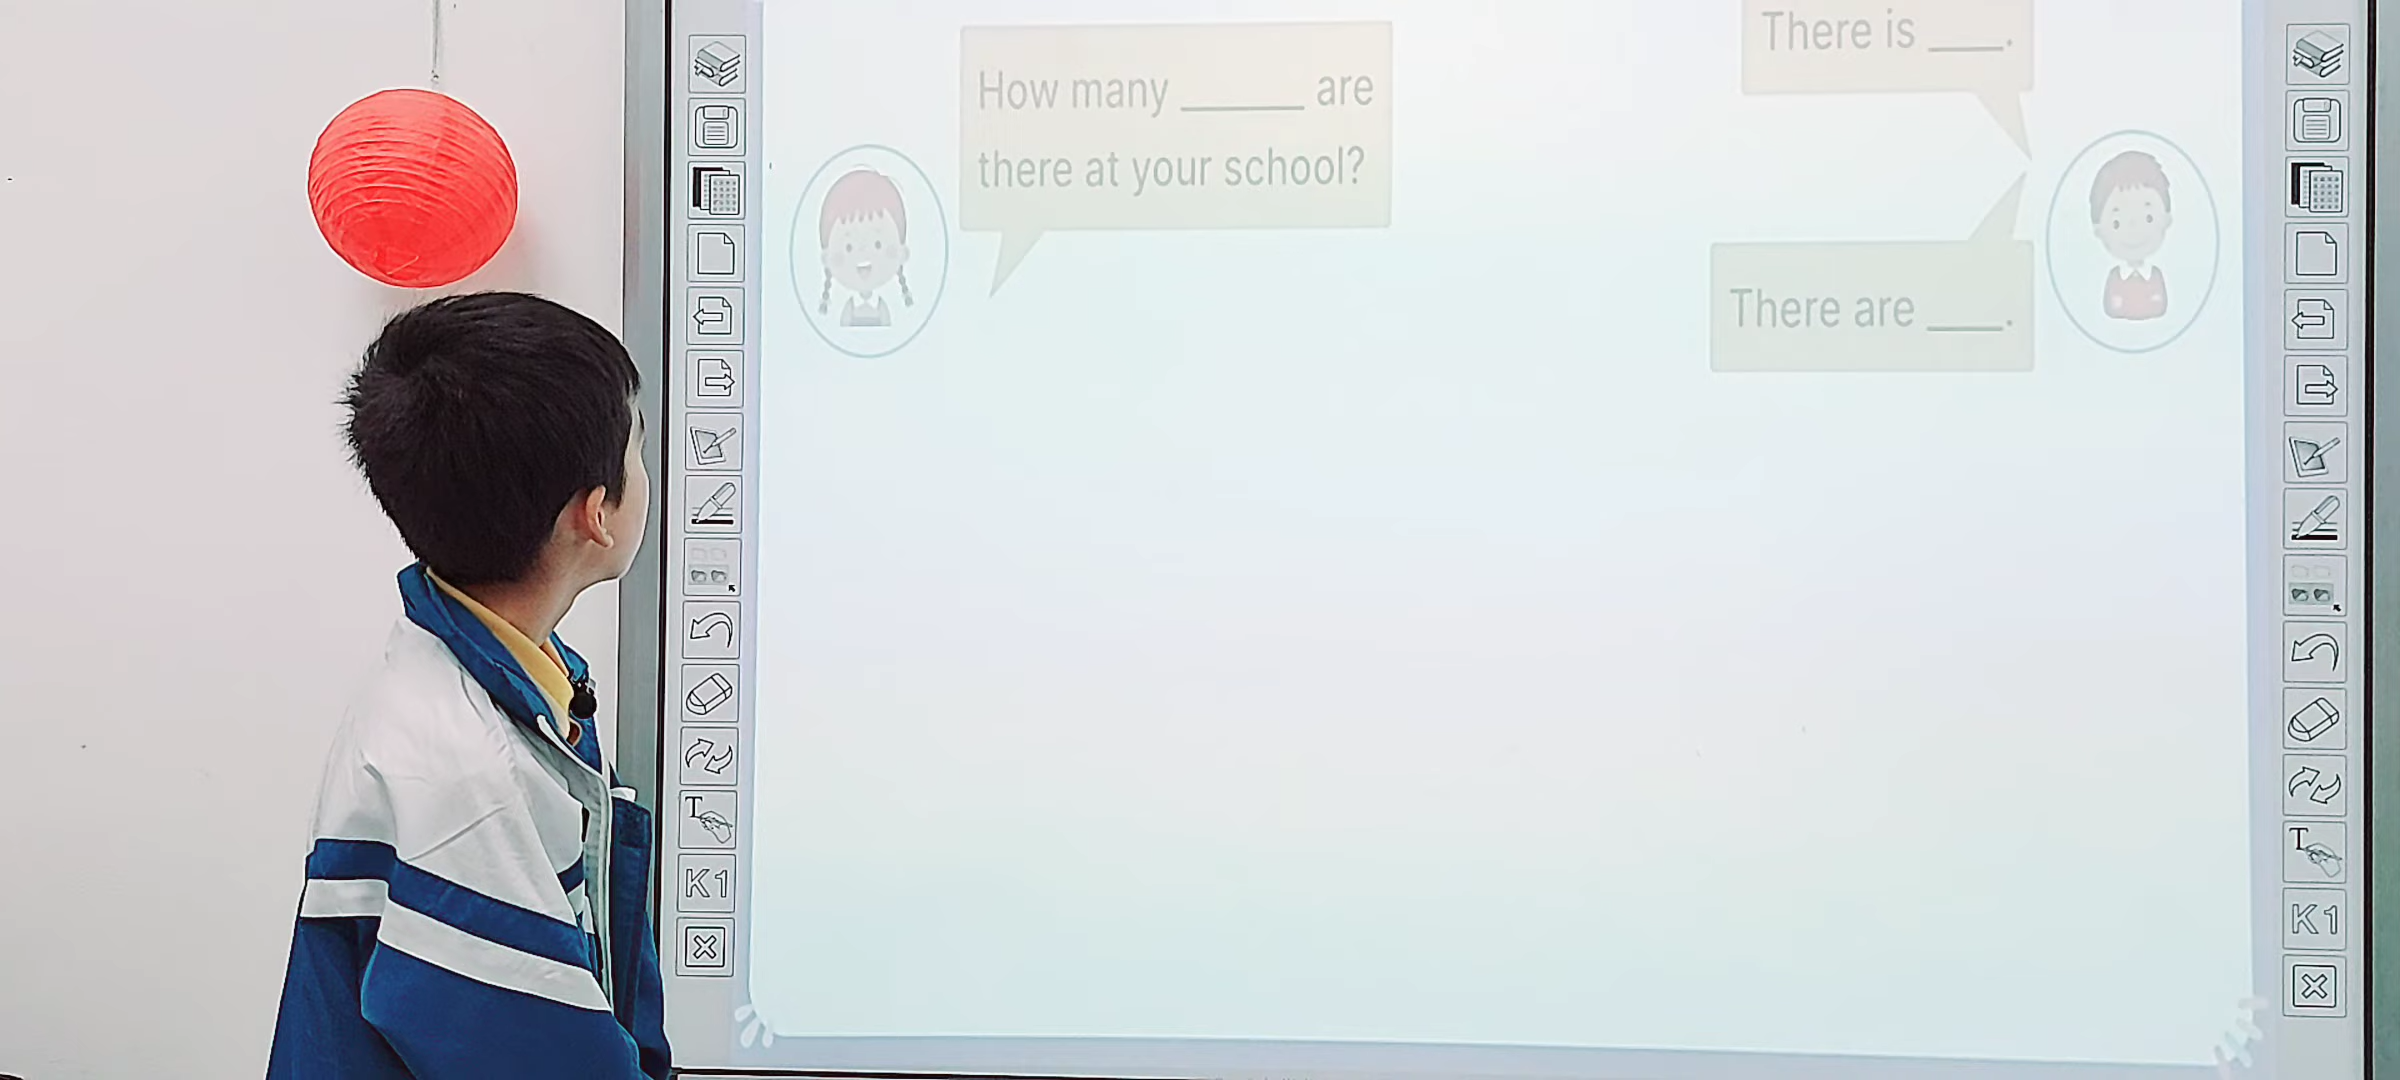 How many ______ are
there at your school?
There is ____.
There are ____.
T
K1
T
K1